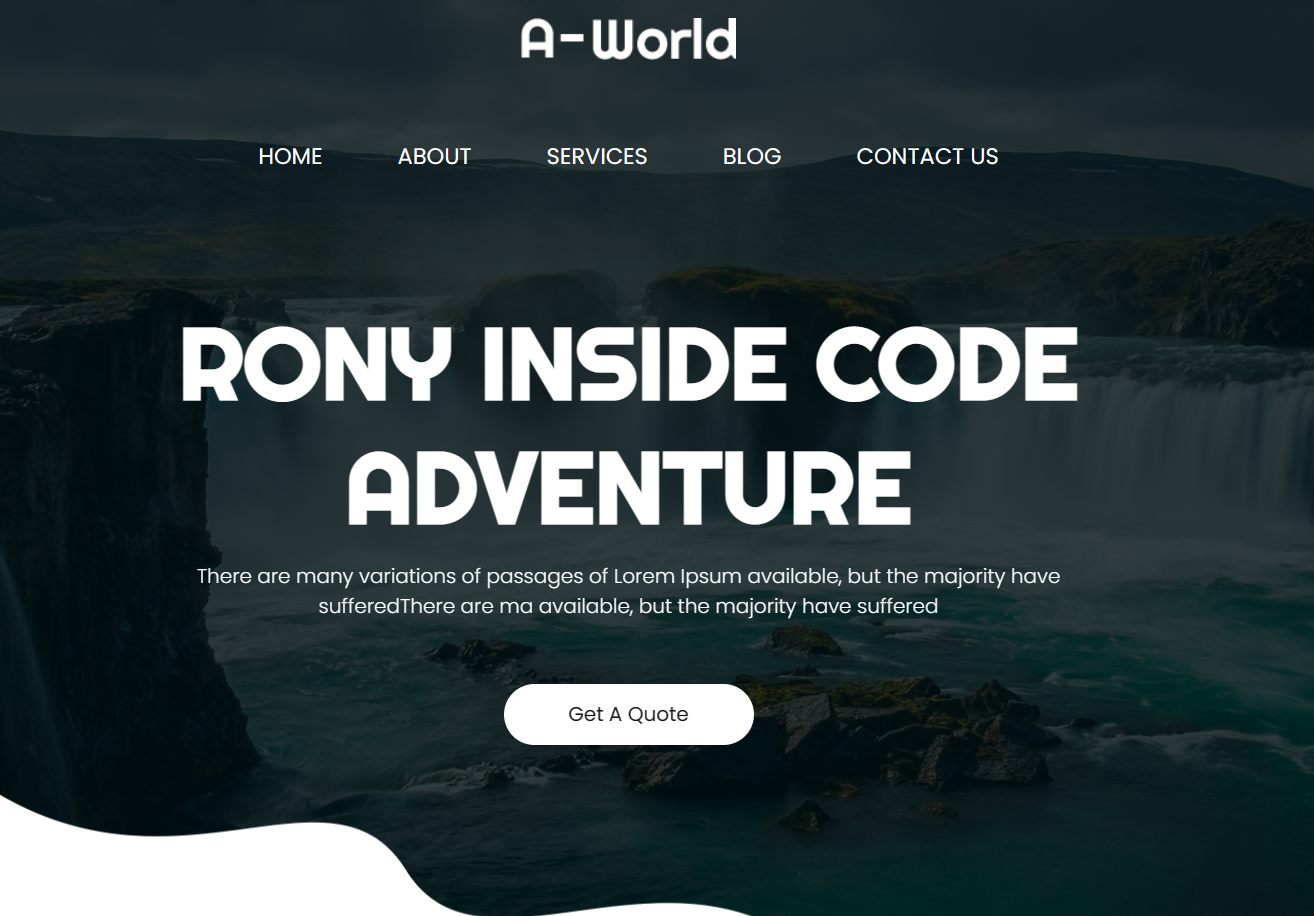 A-World
HOME ABOUT SERVICES BLOG CONTACT US
RONY INSIDE CODE
ADVENTURE
There are many variations of passages of Lorem Ipsum available, but the majority have
sufferedThere are ma available, but the majority have suffered
Get A Quote